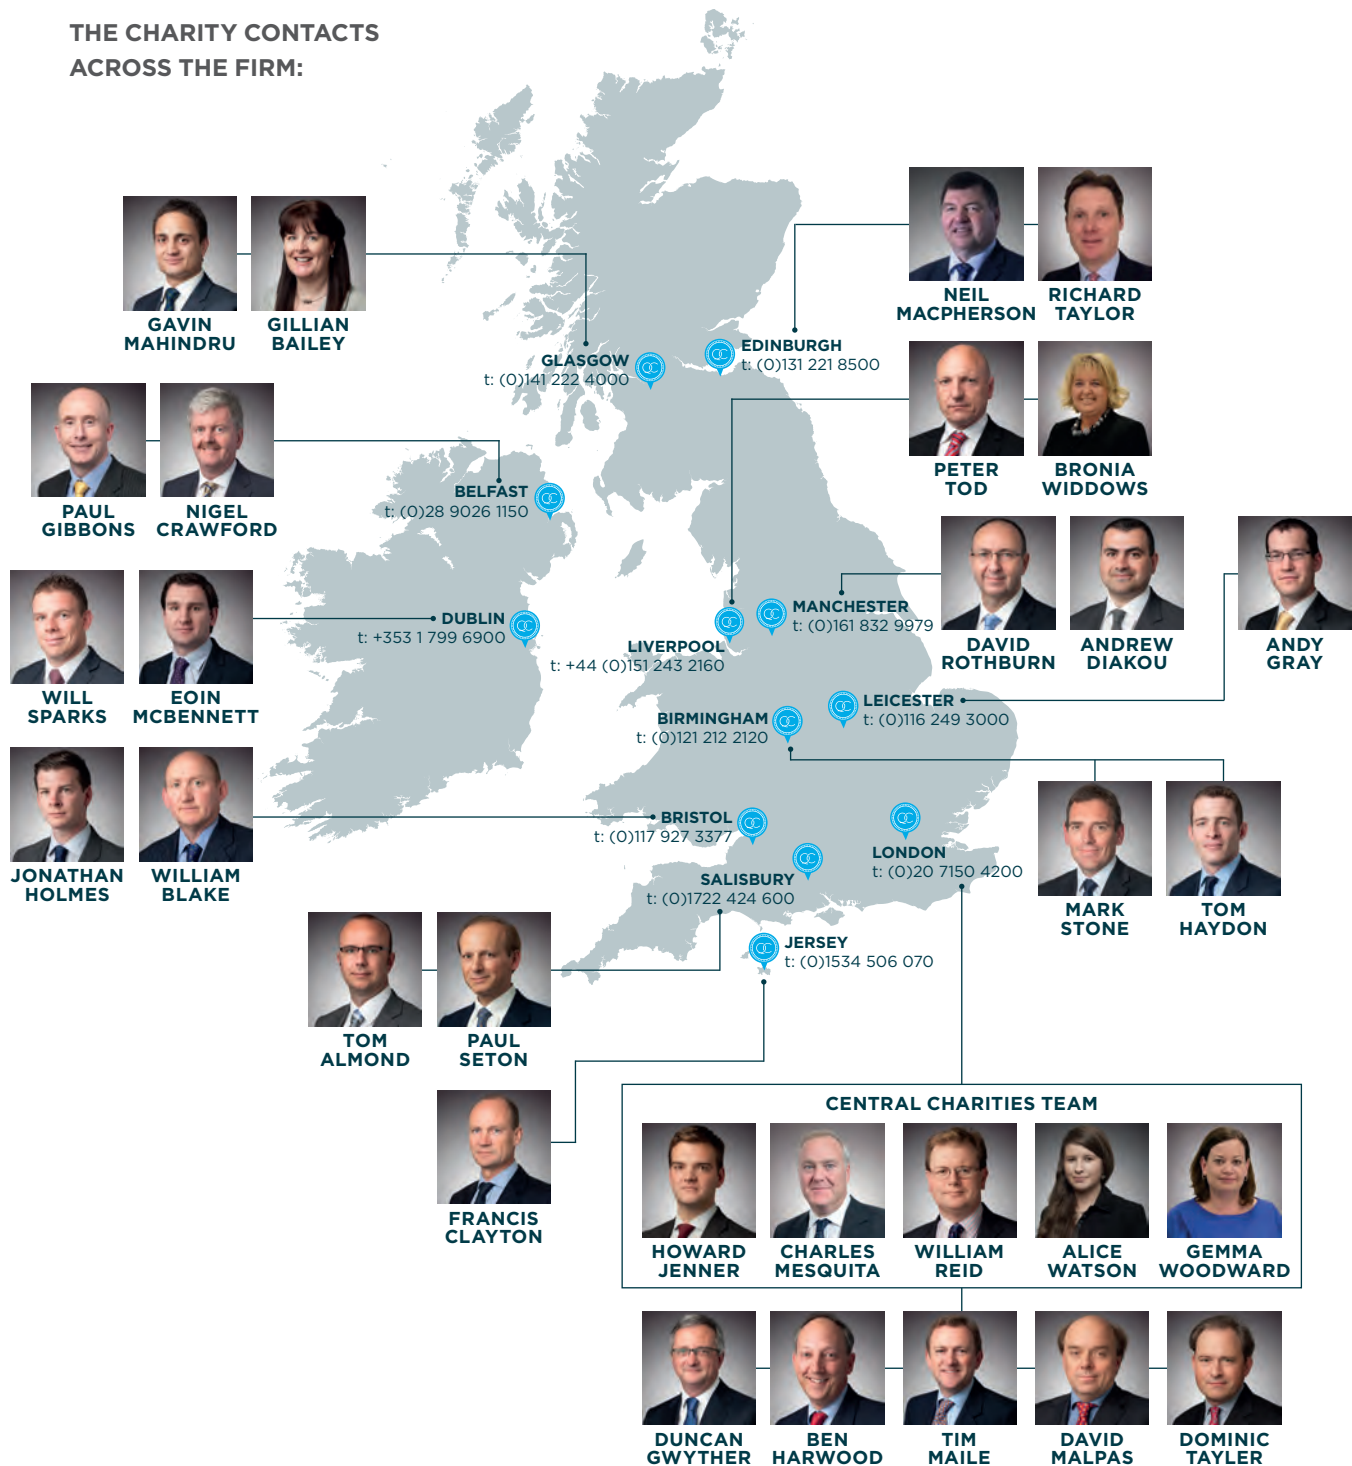 THE CHARITY CONTACTS
ACROSS THE FIRM:
GAVIN
MAHINDRU
GILLIAN
BAILEY
NEIL
MACPHERSON
RICHARD
TAYLOR
GLASGOW
t: (0)141 222 4000
EDINBURGH
t: (0)131 221 8500
PAUL
GIBBONS
NIGEL
CRAWFORD
PETER
TOD
BRONIA
WIDDOWS
BELFAST
t: (0)28 9026 1150
WILL
SPARKS
EOIN
MCBENNETT
DUBLIN
t: +353 1 799 6900
LIVERPOOL
t: +44 (0)151 243 2160
MANCHESTER
t: (0)161 832 9979
DAVID
ROTHBURN
ANDREW
DIAKOU
ANDY
GRAY
LEICESTER
t: (0)116 249 3000
BIRMINGHAM
t: (0)121 212 2120
JONATHAN
HOLMES
WILLIAM
BLAKE
BRISTOL
t: (0)117 927 3377
LONDON
t: (0)20 7150 4200
MARK
STONE
TOM
HAYDON
SALISBURY
t: (0)1722 424 600
JERSEY
t: (0)1534 506 070
TOM
ALMOND
PAUL
SETON
FRANCIS
CLAYTON
CENTRAL CHARITIES TEAM
HOWARD
JENNER
CHARLES
MESQUITA
WILLIAM
REID
ALICE
WATSON
GEMMA
WOODWARD
DUNCAN
GWYTHER
BEN
HARWOOD
TIM
MAILE
DAVID
MALPAS
DOMINIC
TAYLER